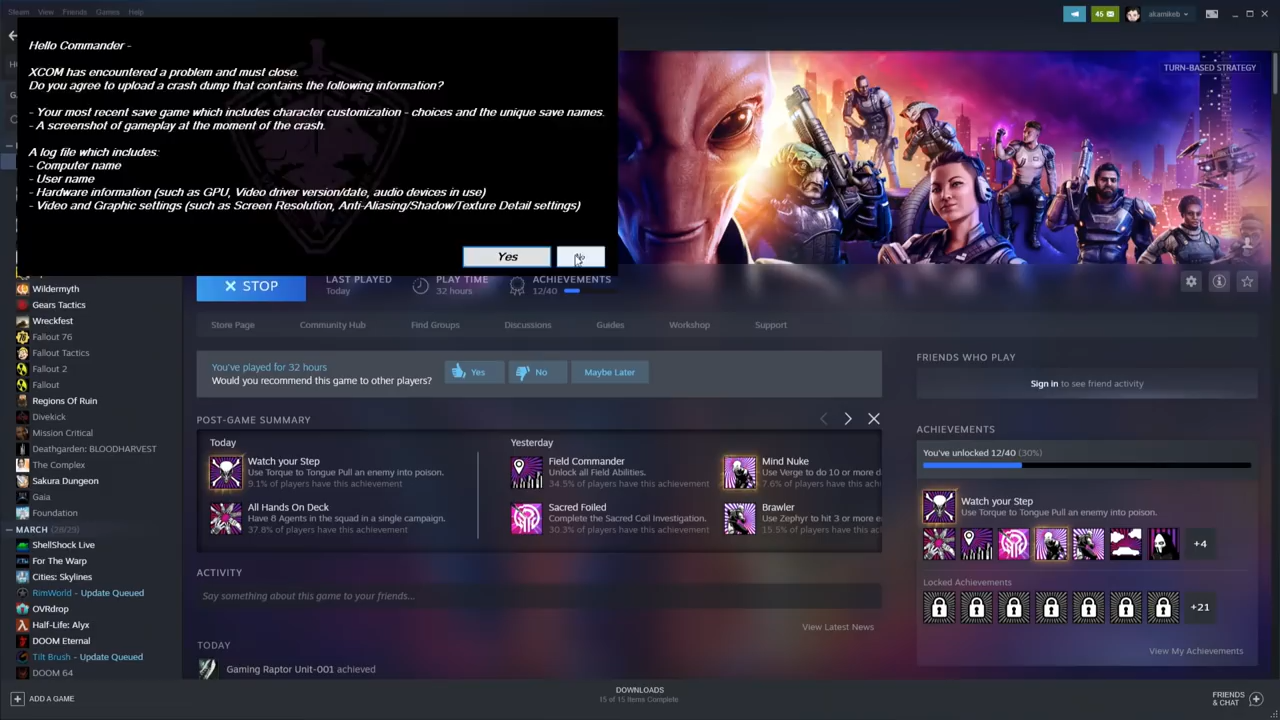 Steam View Friends Games Help
45
akamikeb
Hello Commander -
XCOM has encountered a problem and must close.
Do you agree to upload a crash dump that contains the following information?
- Your most recent save game which includes character customization - choices and the unique save names.
- A screenshot of gameplay at the moment of the crash.
A log file which includes:
- Computer name
- User name
- Hardware information (such as GPU, Video driver version/date, audio devices in use)
- Video and Graphic settings (such as Screen Resolution, Anti-Aliasing/Shadow/Texture Detail settings)
Yes
TURN-BASED STRATEGY
STOP
LAST PLAYED
Today
PLAY TIME
32 hours
ACHIEVEMENTS
12/40
Store Page
Community Hub
Find Groups
Discussions
Guides
Workshop
Support
Wildermyth
Gears Tactics
Wreckfest
Fallout 76
Fallout Tactics
Fallout 2
Fallout
Regions Of Ruin
Divekick
Mission Critical
Deathgarden: BLOODHARVEST
The Complex
Sakura Dungeon
Gaia
Foundation
MARCH (28/29)
ShellShock Live
For The Warp
Cities: Skylines
RimWorld - Update Queued
OVRdrop
Half-Life: Alyx
DOOM Eternal
Tilt Brush - Update Queued
DOOM 64
You've played for 32 hours
Would you recommend this game to other players?
Yes
No
Maybe Later
POST-GAME SUMMARY
Today
Watch your Step
Use Torque to Tongue Pull an enemy into poison.
9.1% of players have this achievement
All Hands On Deck
Have 8 Agents in the squad in a single campaign.
37.8% of players have this achievement
Yesterday
Field Commander
Unlock all Field Abilities.
34.5% of players have this achievement
Sacred Foiled
Complete the Sacred Coil Investigation.
30.3% of players have this achievement
Mind Nuke
Use Verge to do 10 or more d
7.6% of players have this a
Brawler
Use Zephyr to hit 3 or more e
15.5% of players have this a
ACTIVITY
Say something about this game to your friends...
View Latest News
TODAY
Gaming Raptor Unit-001 achieved
FRIENDS WHO PLAY
Sign in to see friend activity
ACHIEVEMENTS
You've unlocked 12/40 (30%)
Watch your Step
Use Torque to Tongue Pull an enemy into poison.
+4
Locked Achievements
+21
View My Achievements
ADD A GAME
DOWNLOADS
15 of 15 Items Complete
FRIENDS
& CHAT